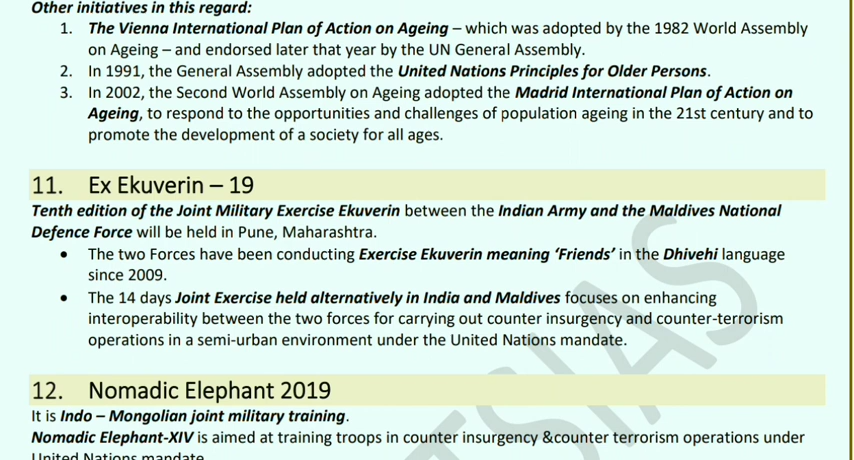 Other initiatives in this regard:
1. The Vienna International Plan of Action on Ageing – which was adopted by the 1982 World Assembly
on Ageing – and endorsed later that year by the UN General Assembly.
2. In 1991, the General Assembly adopted the United Nations Principles for Older Persons.
3. In 2002, the Second World Assembly on Ageing adopted the Madrid International Plan of Action on
Ageing, to respond to the opportunities and challenges of population ageing in the 21st century and to
promote the development of a society for all ages.
11. Ex Ekuverin – 19
Tenth edition of the Joint Military Exercise Ekuverin between the Indian Army and the Maldives National
Defence Force will be held in Pune, Maharashtra.
• The two Forces have been conducting Exercise Ekuverin meaning ‘Friends’ in the Dhivehi language
since 2009.
• The 14 days Joint Exercise held alternatively in India and Maldives focuses on enhancing
interoperability between the two forces for carrying out counter insurgency and counter-terrorism
operations in a semi-urban environment under the United Nations mandate.
12. Nomadic Elephant 2019
It is Indo – Mongolian joint military training.
Nomadic Elephant-XIV is aimed at training troops in counter insurgency &counter terrorism operations under
United Nations mandate
TSIAS